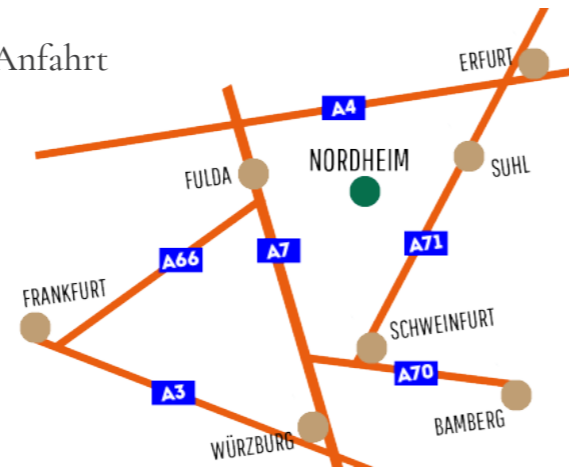 Anfahrt
ERFURT
A4
NORDHEIM
SUHL
FULDA
A71
A7
A66
FRANKFURT
SCHWEINFURT
A70
A3
BAMBERG
WÜRZBURG